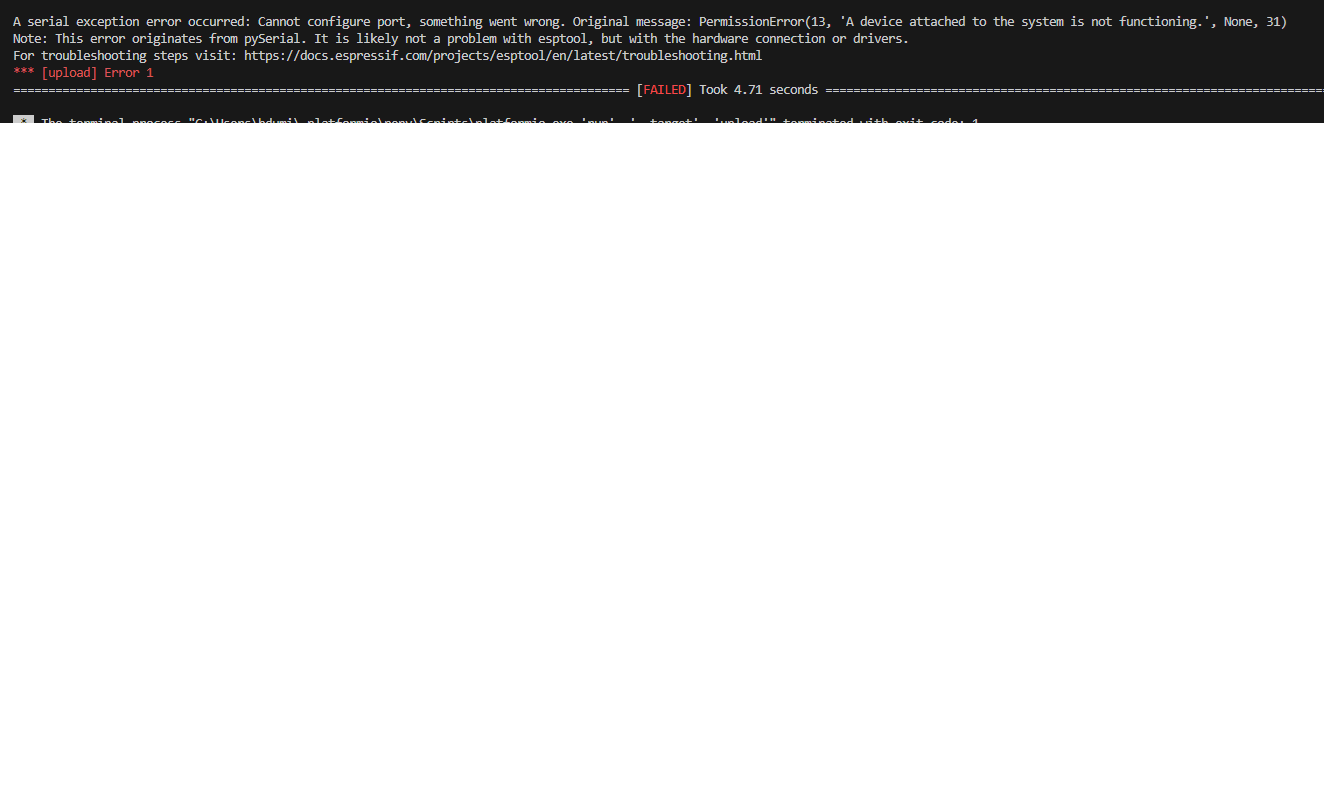 A serial exception error occurred: Cannot configure port, something went wrong. Original message: PermissionError(13, 'A device attached to the system is not functioning.', None, 31)
Note: This error originates from pySerial. It is likely not a problem with esptool, but with the hardware connection or drivers.
For troubleshooting steps visit: https://docs.espressif.com/projects/esptool/en/latest/troubleshooting.html
*** [upload] Error 1
======================================================================================== [FAILED] Took 4.71 seconds ========================================================================
* The terminal process